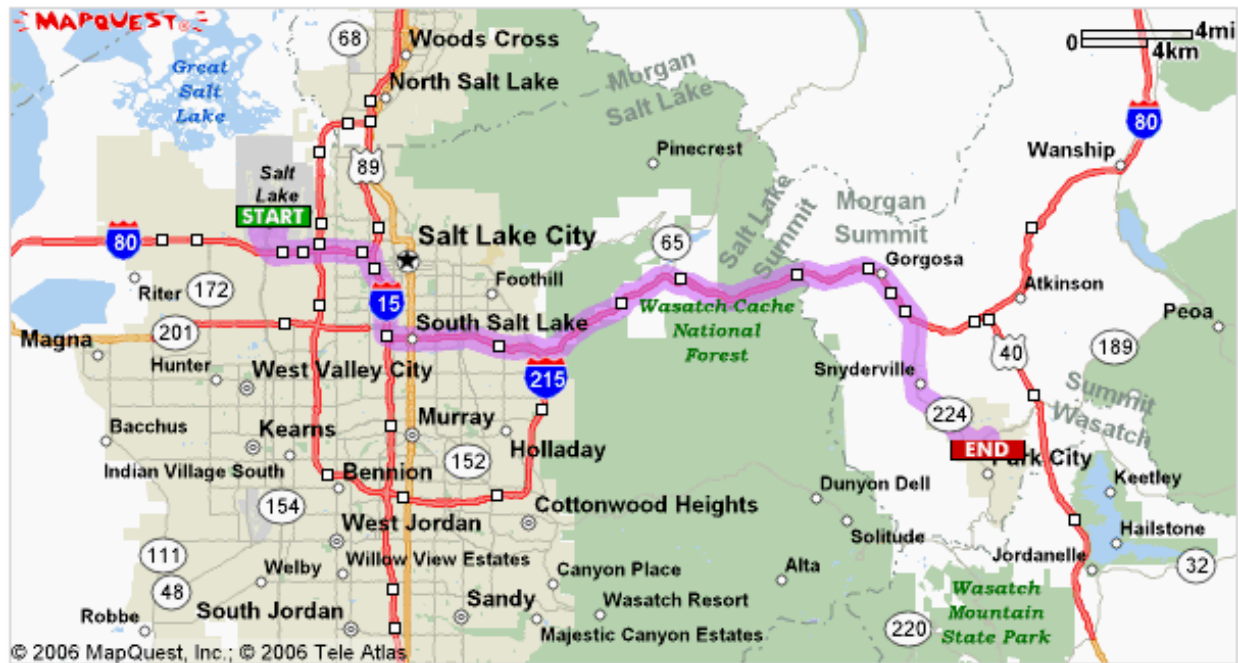 MAPQUEST
68
Woods Cross
4mi
0
4km
Great
Salt
Lake
North Salt Lake
Morgan
Salt Lake
80
89
Pinecrest
Wanship
Salt
Lake
START
Salt Lake
Summit
Morgan
Summit
80
Salt Lake City
65
Gorgosa
Riter
172
15
Foothill
Atkinson
201
South Salt Lake
Wasatch Cache
National
Forest
Peoa
Magna
Hunter
West Valley City
215
40
189
Snyderville
Summit
Wasatch
Bacchus
Kearns
Murray
Holladay
224
END
Park City
Indian Village South
Bennion
152
Keetley
154
Cottonwood Heights
Dunyon Dell
West Jordan
Solitude
Hailstone
111
Willow View Estates
Jordanelle
32
48
Welby
Canyon Place
Alta
Robbe
South Jordan
Sandy
Wasatch Resort
Wasatch
Mountain
State Park
220
Majestic Canyon Estates
© 2006 MapQuest, Inc.; © 2006 Tele Atlas